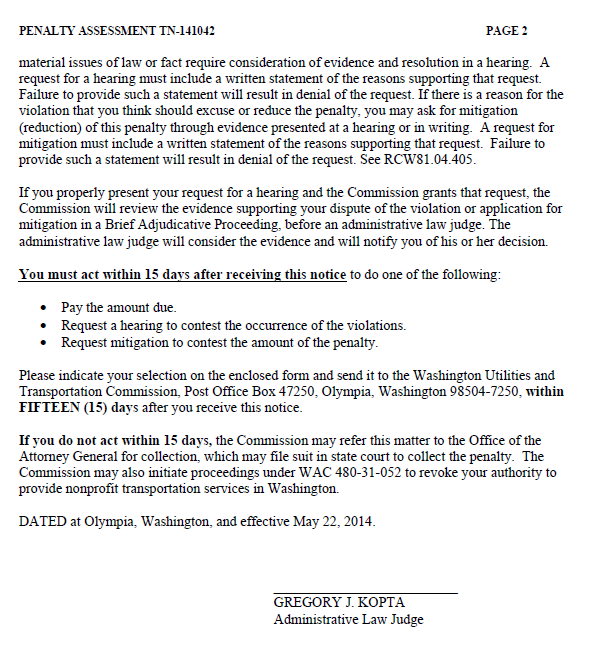 PENALTY ASSESSMENT TN-141042 PAGE 2
material issues of law or fact require consideration of evidence and resolution in a hearing.  A
request for a hearing must include a written statement of the reasons supporting that request.
Failure to provide such a statement will result in denial of the request. If there is a reason for the
violation that you think should excuse or reduce the penalty, you may ask for mitigation
(reduction) of this penalty through evidence presented at a hearing or in writing.  A request for
mitigation must include a written statement of the reasons supporting that request.  Failure to
provide such a statement will result in denial of the request. See RCW81.04.405.
If you properly present your request for a hearing and the Commission grants that request, the
Commission will review the evidence supporting your dispute of the violation or application for
mitigation in a Brief Adjudicative Proceeding, before an administrative law judge. The
administrative law judge will consider the evidence and will notify you of his or her decision.
You must act within 15 days after receiving this notice to do one of the following:
• Pay the amount due.
• Request a hearing to contest the occurrence of the violations.
• Request mitigation to contest the amount of the penalty.
Please indicate your selection on the enclosed form and send it to the Washington Utilities and
Transportation Commission, Post Office Box 47250, Olympia, Washington 98504-7250, within
FIFTEEN (15) days after you receive this notice.
If you do not act within 15 days, the Commission may refer this matter to the Office of the
Attorney General for collection, which may file suit in state court to collect the penalty.  The
Commission may also initiate proceedings under WAC 480-31-052 to revoke your authority to
provide nonprofit transportation services in Washington.
DATED at Olympia, Washington, and effective May 22, 2014.
GREGORY J. KOPTA
Administrative Law Judge